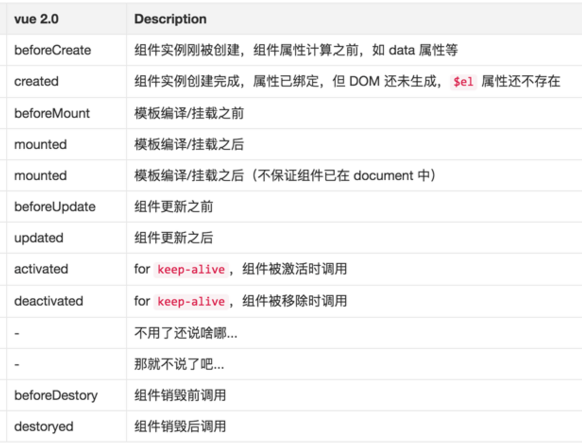 vue 2.0 Description
beforeCreate 组件实例刚被创建，组件属性计算之前，如 data 属性等
created 组件实例创建完成，属性已绑定，但 DOM 还未生成， $el 属性还不存在
beforeMount 模板编译/挂载之前
mounted 模板编译/挂载之后
mounted 模板编译/挂载之后（不保证组件已在 document 中）
beforeUpdate 组件更新之前
updated 组件更新之后
activated for keep-alive ，组件被激活时调用
deactivated for keep-alive ，组件被移除时调用
- 不用了还说啥哪...
- 那就不说了吧...
beforeDestory 组件销毁前调用
destoryed 组件销毁后调用